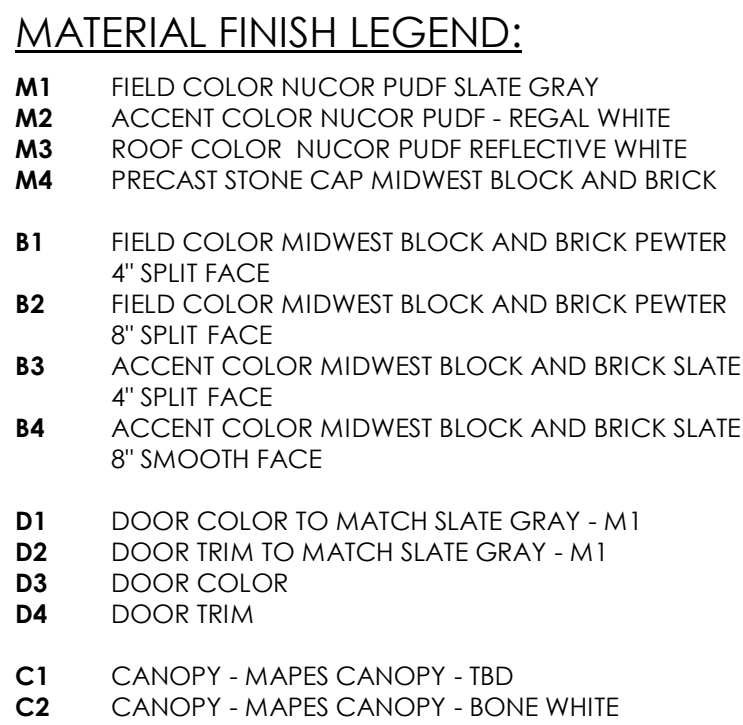 MATERIAL FINISH LEGEND:
M1 FIELD COLOR NUCOR PUDF SLATE GRAY
M2 ACCENT COLOR NUCOR PUDF - REGAL WHITE
M3 ROOF COLOR NUCOR PUDF REFLECTIVE WHITE
M4 PRECAST STONE CAP MIDWEST BLOCK AND BRICK
B1 FIELD COLOR MIDWEST BLOCK AND BRICK PEWTER
4" SPLIT FACE
B2 FIELD COLOR MIDWEST BLOCK AND BRICK PEWTER
8" SPLIT FACE
B3 ACCENT COLOR MIDWEST BLOCK AND BRICK SLATE
4" SPLIT FACE
B4 ACCENT COLOR MIDWEST BLOCK AND BRICK SLATE
8" SMOOTH FACE
D1 DOOR COLOR TO MATCH SLATE GRAY - M1
D2 DOOR TRIM TO MATCH SLATE GRAY - M1
D3 DOOR COLOR
D4 DOOR TRIM
C1 CANOPY - MAPES CANOPY - TBD
C2 CANOPY - MAPES CANOPY - BONE WHITE